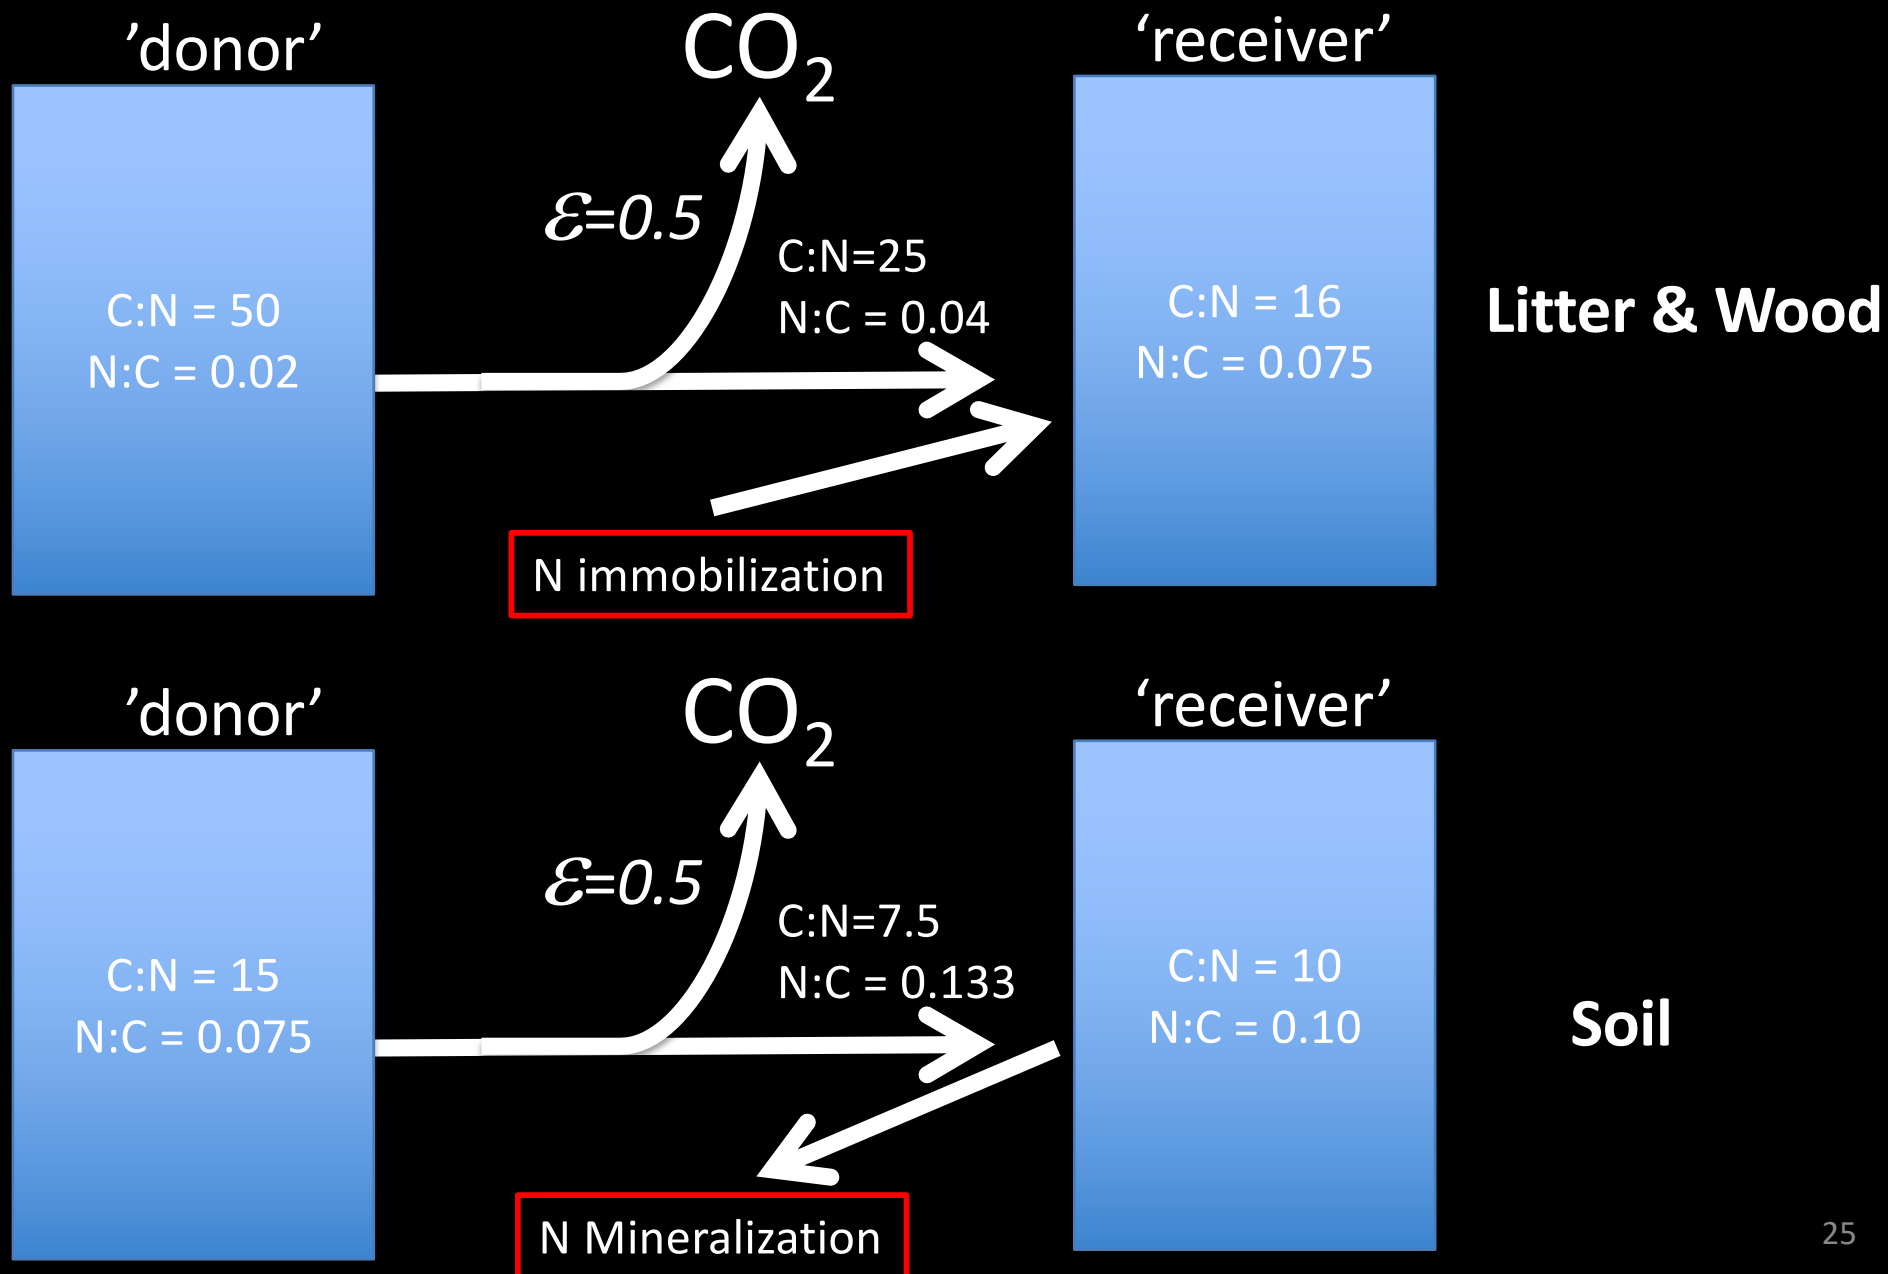 ’donor’
CO₂
‘receiver’
ℰ=0.5
C:N=25
N:C = 0.04
C:N = 50
N:C = 0.02
C:N = 16
N:C = 0.075
Litter & Wood
N immobilization
’donor’
CO₂
‘receiver’
ℰ=0.5
C:N=7.5
N:C = 0.133
C:N = 15
N:C = 0.075
C:N = 10
N:C = 0.10
Soil
N Mineralization
25